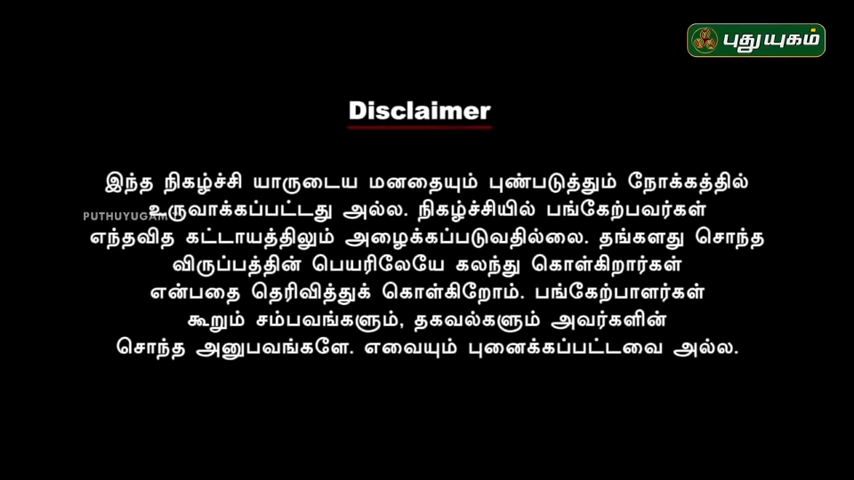 புதுயுகம்
Disclaimer
இந்த நிகழ்ச்சி யாருடைய மனதையும் புண்படுத்தும் நோக்கத்தில்
உருவாக்கப்பட்டது அல்ல. நிகழ்ச்சியில் பங்கேற்பவர்கள்
PUTHUYUGAM
எந்தவித கட்டாயத்திலும் அழைக்கப்படுவதில்லை. தங்களது சொந்த
விருப்பத்தின் பெயரிலேயே கலந்து கொள்கிறார்கள்
என்பதை தெரிவித்துக் கொள்கிறோம். பங்கேற்பாளர்கள்
கூறும் சம்பவங்களும், தகவல்களும் அவர்களின்
சொந்த அனுபவங்களே. எவையும் புனைக்கப்பட்டவை அல்ல.